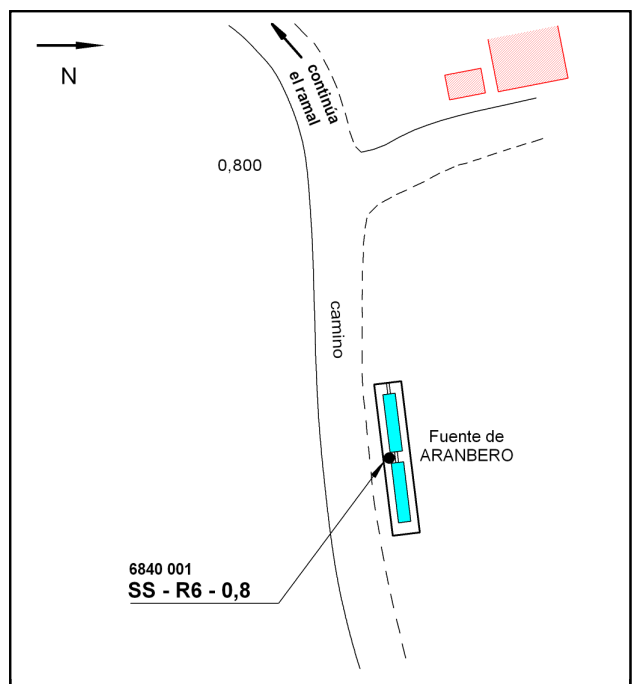 N
continúa
el ramal
0,800
camino
Fuente de
ARANBERO
6840 001
SS - R6 - 0,8